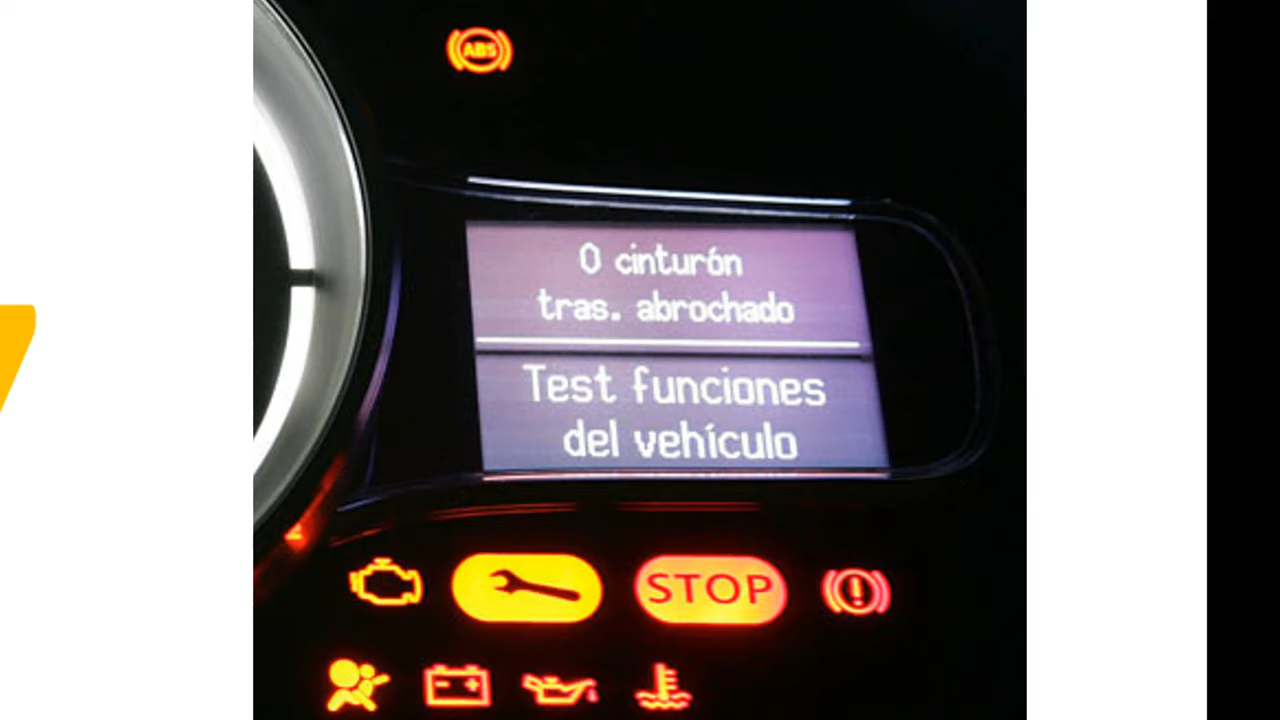 ABS
0 cinturón
tras. abrochado
Test funciones
del vehículo
STOP